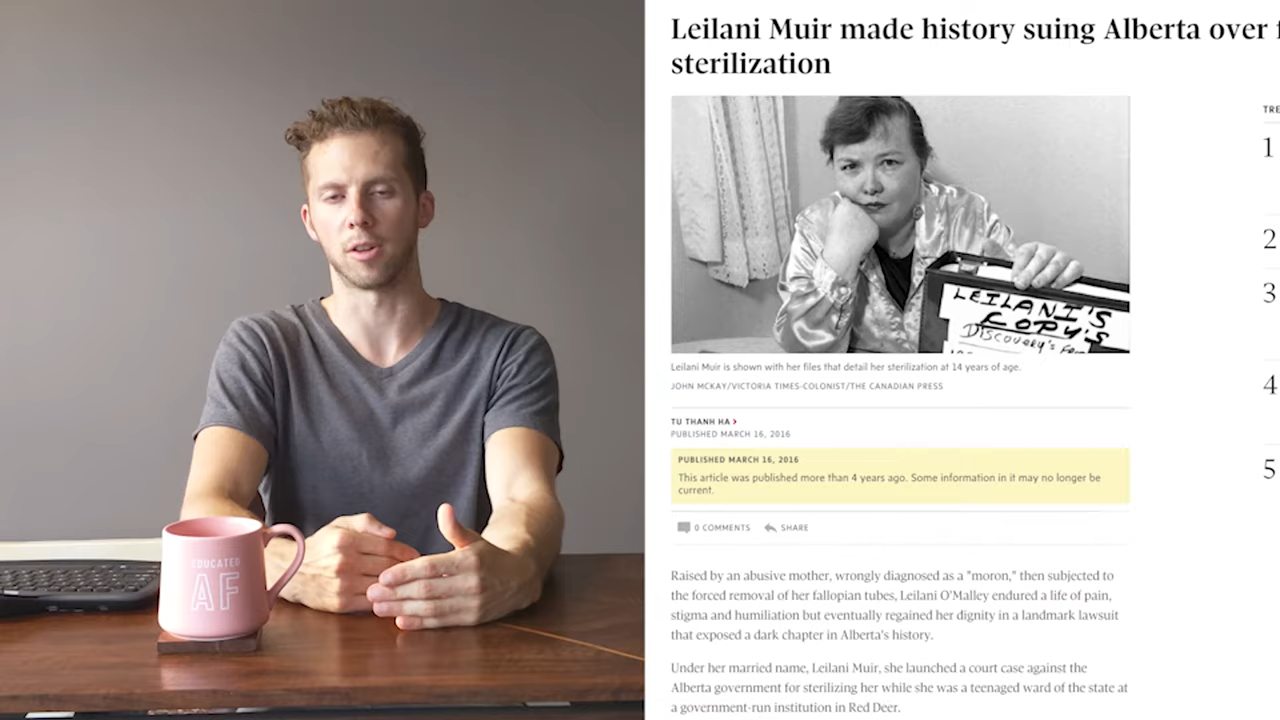 EDUCATED
AF
Leilani Muir made history suing Alberta over
sterilization
LEILANI'S
COPY'S
DISCOVERY'S
Leilani Muir is shown with her files that detail her sterilization at 14 years of age.
JOHN MCKAY/VICTORIA TIMES-COLONIST/THE CANADIAN PRESS
TU THANH HA
PUBLISHED MARCH 16, 2016
PUBLISHED MARCH 16, 2016
This article was published more than 4 years ago. Some information in it may no longer be
current.
0 COMMENTS SHARE
Raised by an abusive mother, wrongly diagnosed as a "moron," then subjected to
the forced removal of her fallopian tubes, Leilani O'Malley endured a life of pain,
stigma and humiliation but eventually regained her dignity in a landmark lawsuit
that exposed a dark chapter in Alberta's history.
Under her married name, Leilani Muir, she launched a court case against the
Alberta government for sterilizing her while she was a teenaged ward of the state at
a government-run institution in Red Deer.
TRE
1
2
3
4
5